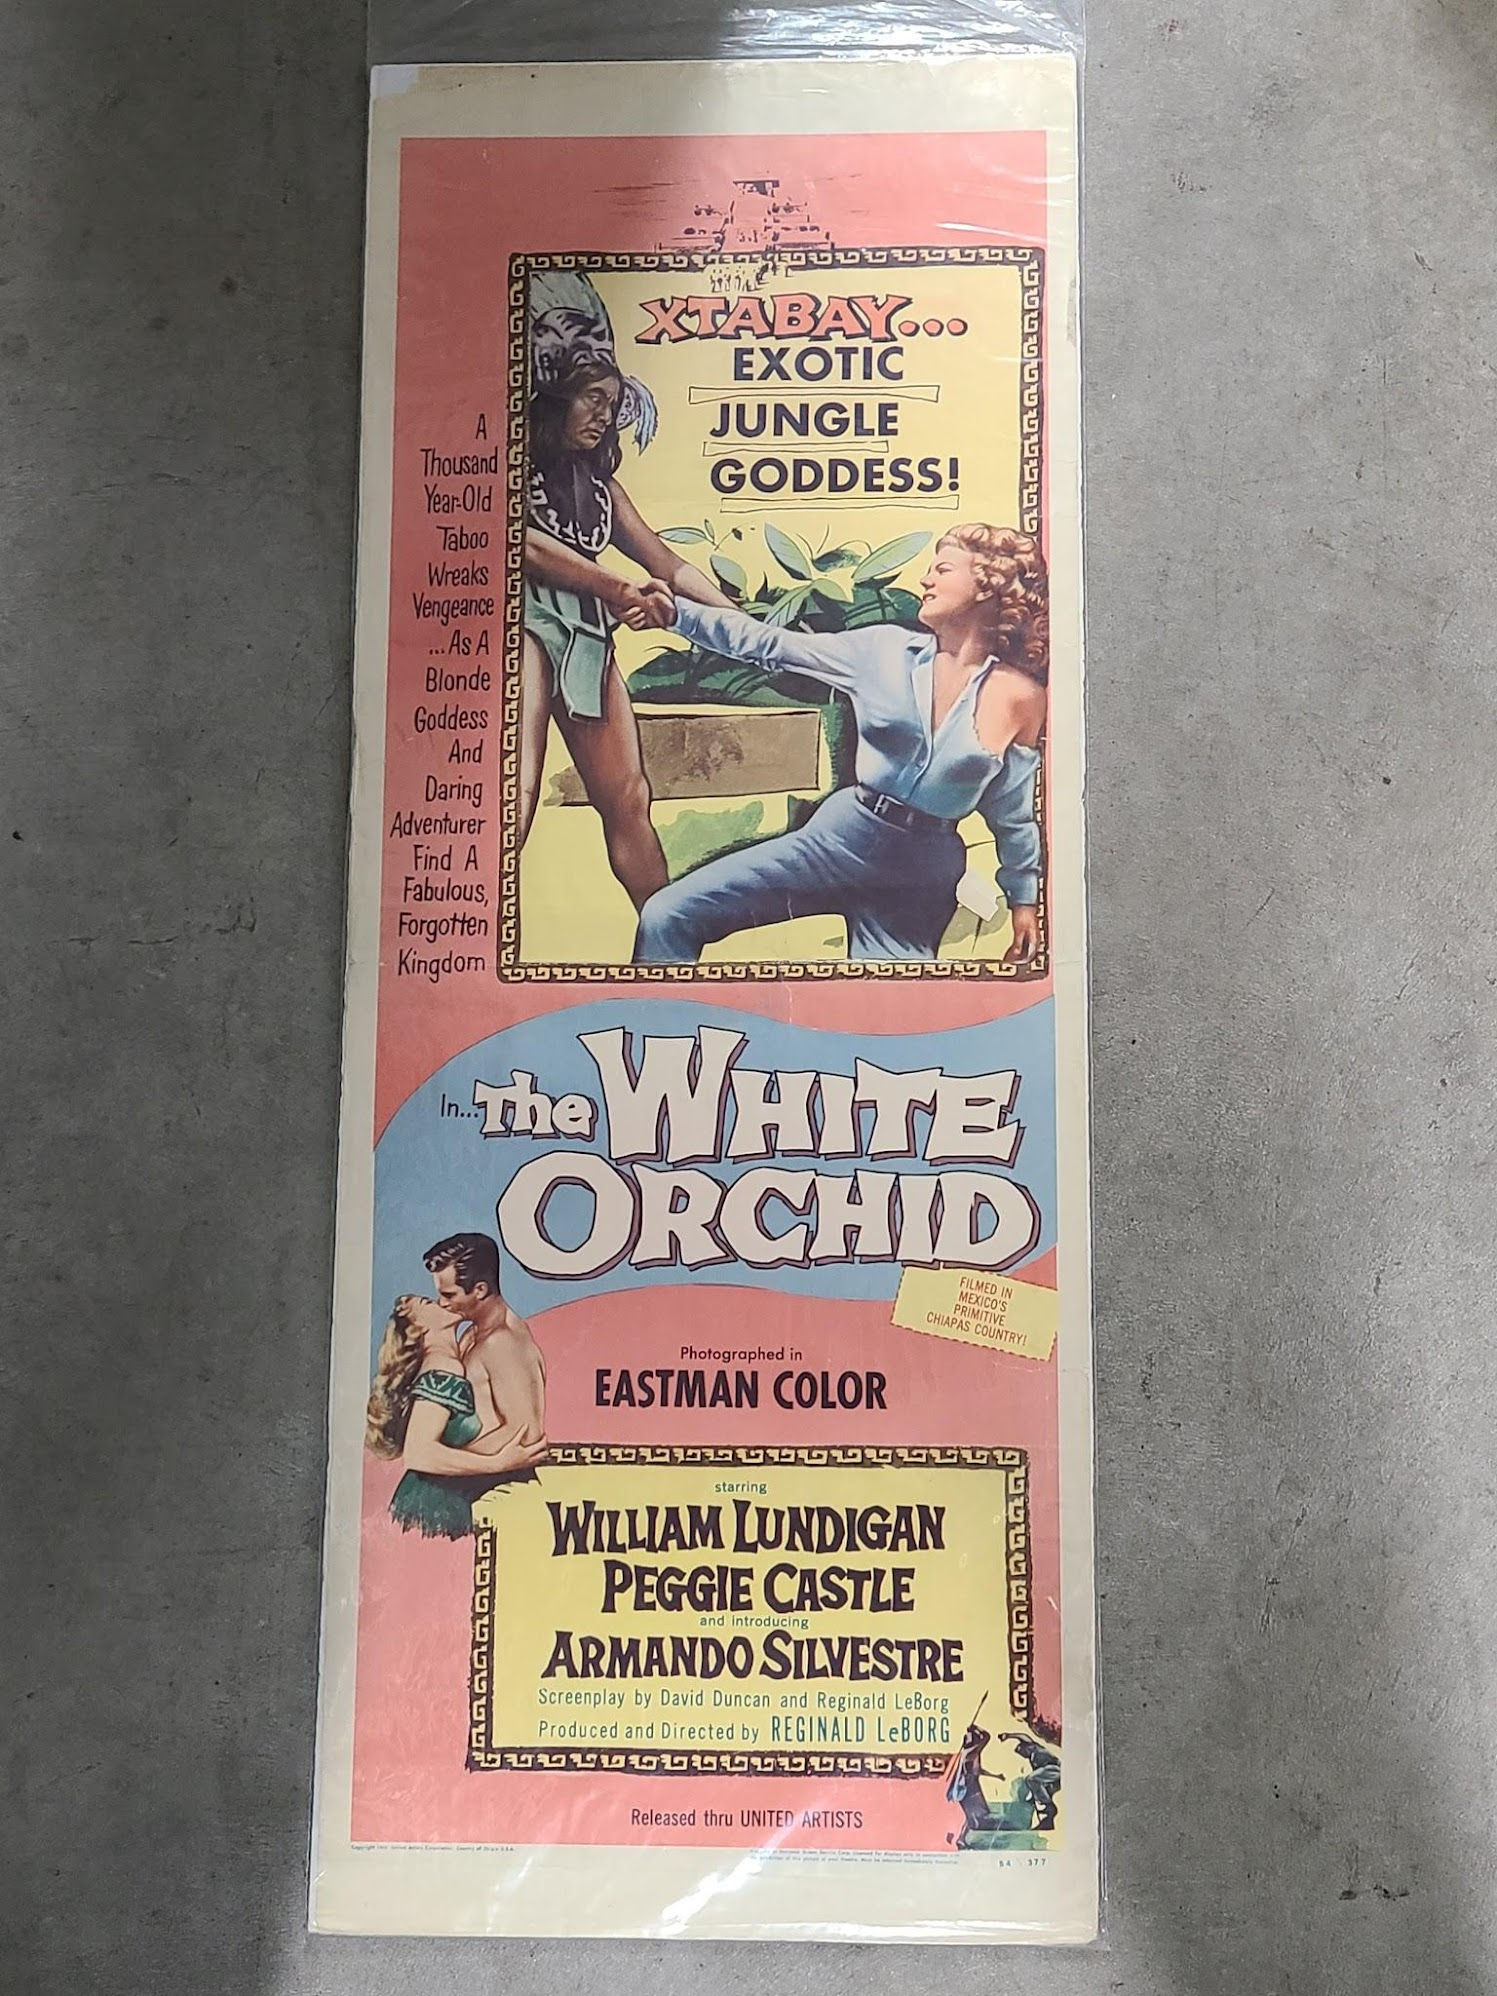 XTABAY...
EXOTIC
JUNGLE
GODDESS!
A
Thousand
Year-Old
Taboo
Wreaks
Vengeance
...As A
Blonde
Goddess
And
Daring
Adventurer
Find A
Fabulous,
Forgotten
Kingdom
In... The WHITE
ORCHID
FILMED IN
MEXICO'S
PRIMITIVE
CHIAPAS COUNTRY!
Photographed in
EASTMAN COLOR
starring
WILLIAM LUNDIGAN
PEGGIE CASTLE
and introducing
ARMANDO SILVESTRE
Screenplay by David Duncan and Reginald LeBorg
Produced and Directed by REGINALD LeBORG
Released thru UNITED ARTISTS
54 377